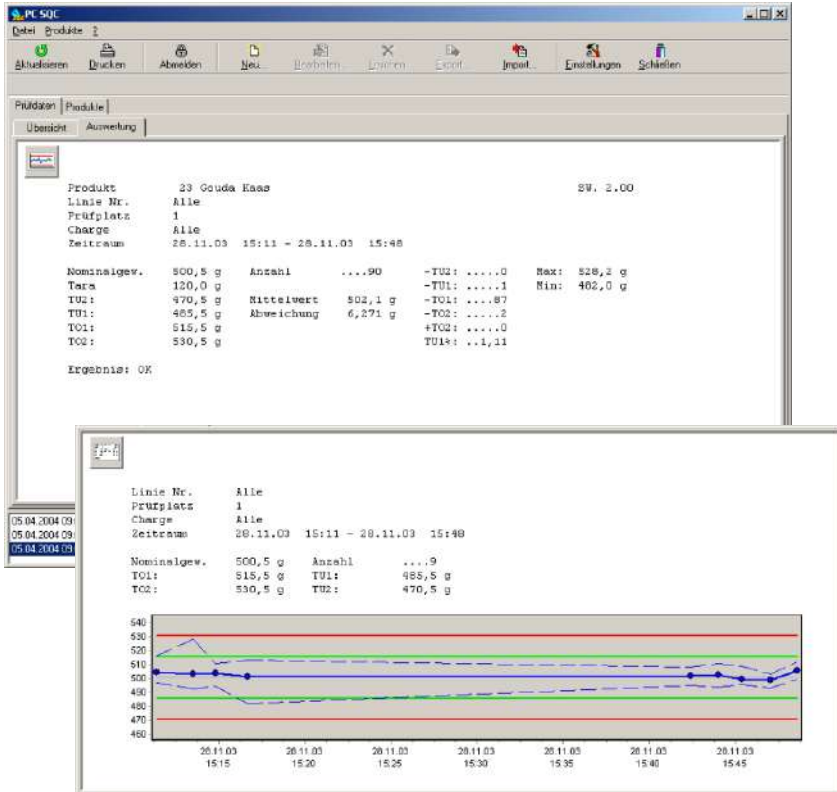 PC SQC
Datei Produkte ?
Aktualisieren Drucken Abmelden Neu... Bearbeiten... Löschen Export... Import... Einstellungen Schließen
Prüfdaten Produkte
Übersicht Auswertung
Produkt 23 Gouda Kaas SW. 2.00
Linie Nr. Alle
Prüfplatz 1
Charge Alle
Zeitraum 28.11.03 15:11 - 28.11.03 15:48
Nominalgew. 500,5 g Anzahl ....90 -TU2: .....0 Max: 528,2 g
Tara 120,0 g -TU1: .....1 Min: 482,0 g
TU2: 470,5 g Mittelwert 502,1 g -TO1: ....87
TU1: 485,5 g Abweichung 6,271 g -TO2: .....2
TO1: 515,5 g +TO2: .....0
TO2: 530,5 g TU1%: ..1,11
Ergebnis: OK
05.04.2004 09:
05.04.2004 09:
05.04.2004 09
Linie Nr. Alle
Prüfplatz 1
Charge Alle
Zeitraum 28.11.03 15:11 - 28.11.03 15:48
Nominalgew. 500,5 g Anzahl ....9
TO1: 515,5 g TU1: 485,5 g
TO2: 530,5 g TU2: 470,5 g
540
530
520
510
500
490
480
470
460
28.11.03 28.11.03 28.11.03 28.11.03 28.11.03 28.11.03 28.11.03
15:15 15:20 15:25 15:30 15:35 15:40 15:45